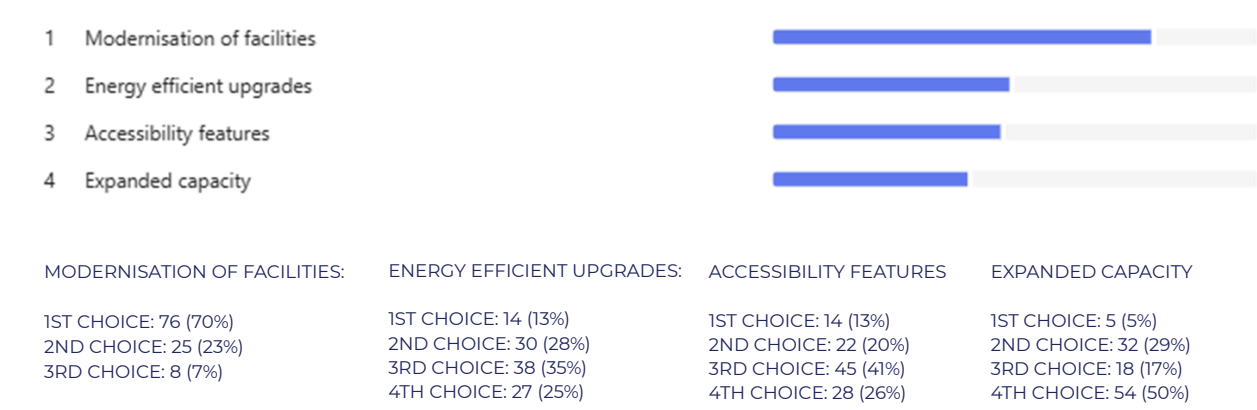 1 Modernisation of facilities
2 Energy efficient upgrades
3 Accessibility features
4 Expanded capacity
MODERNISATION OF FACILITIES:
1ST CHOICE: 76 (70%)
2ND CHOICE: 25 (23%)
3RD CHOICE: 8 (7%)
ENERGY EFFICIENT UPGRADES:
1ST CHOICE: 14 (13%)
2ND CHOICE: 30 (28%)
3RD CHOICE: 38 (35%)
4TH CHOICE: 27 (25%)
ACCESSIBILITY FEATURES
1ST CHOICE: 14 (13%)
2ND CHOICE: 22 (20%)
3RD CHOICE: 45 (41%)
4TH CHOICE: 28 (26%)
EXPANDED CAPACITY
1ST CHOICE: 5 (5%)
2ND CHOICE: 32 (29%)
3RD CHOICE: 18 (17%)
4TH CHOICE: 54 (50%)